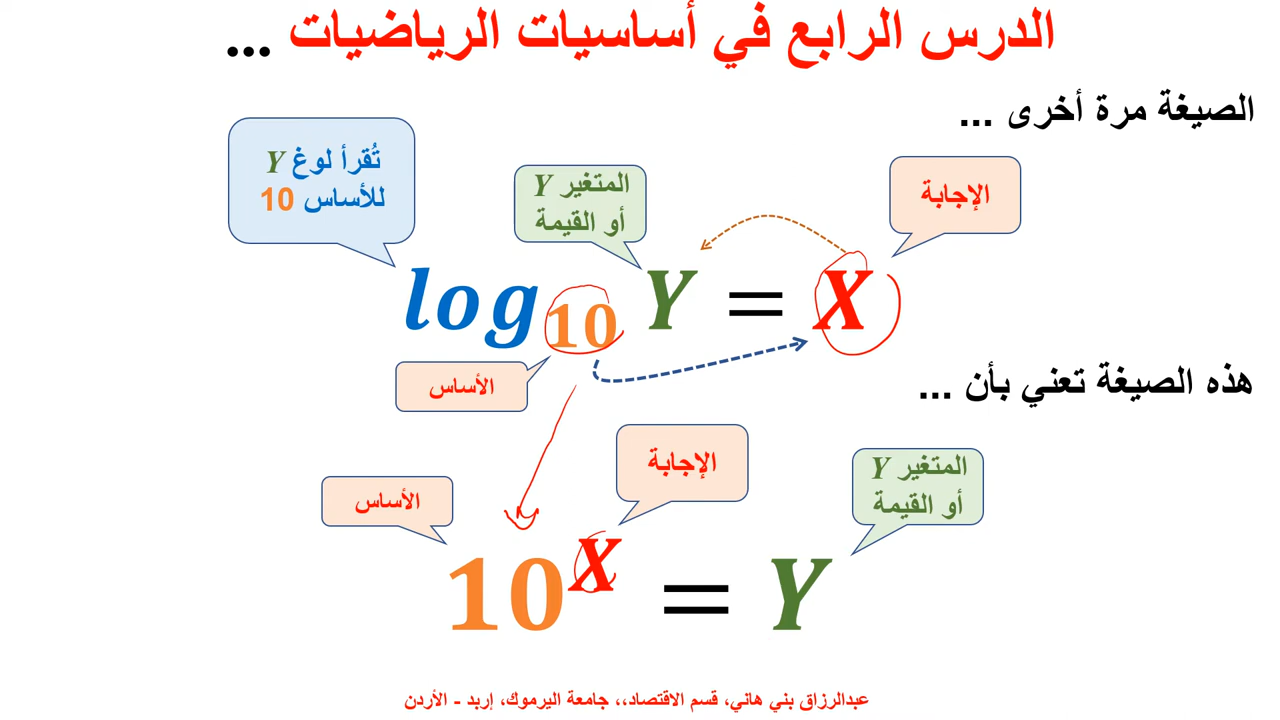 الدرس الرابع في أساسيات الرياضيات ...
الصيغة مرة أخرى ...
تُقرأ لوغ Y
للأساس 10
المتغير Y
أو القيمة
الإجابة
log₁₀ Y = X
الأساس
هذه الصيغة تعني بأن ...
الأساس
الإجابة
المتغير Y
أو القيمة
10ˣ = Y
عبدالرزاق بني هاني، قسم الاقتصاد،، جامعة اليرموك، إربد - الأردن